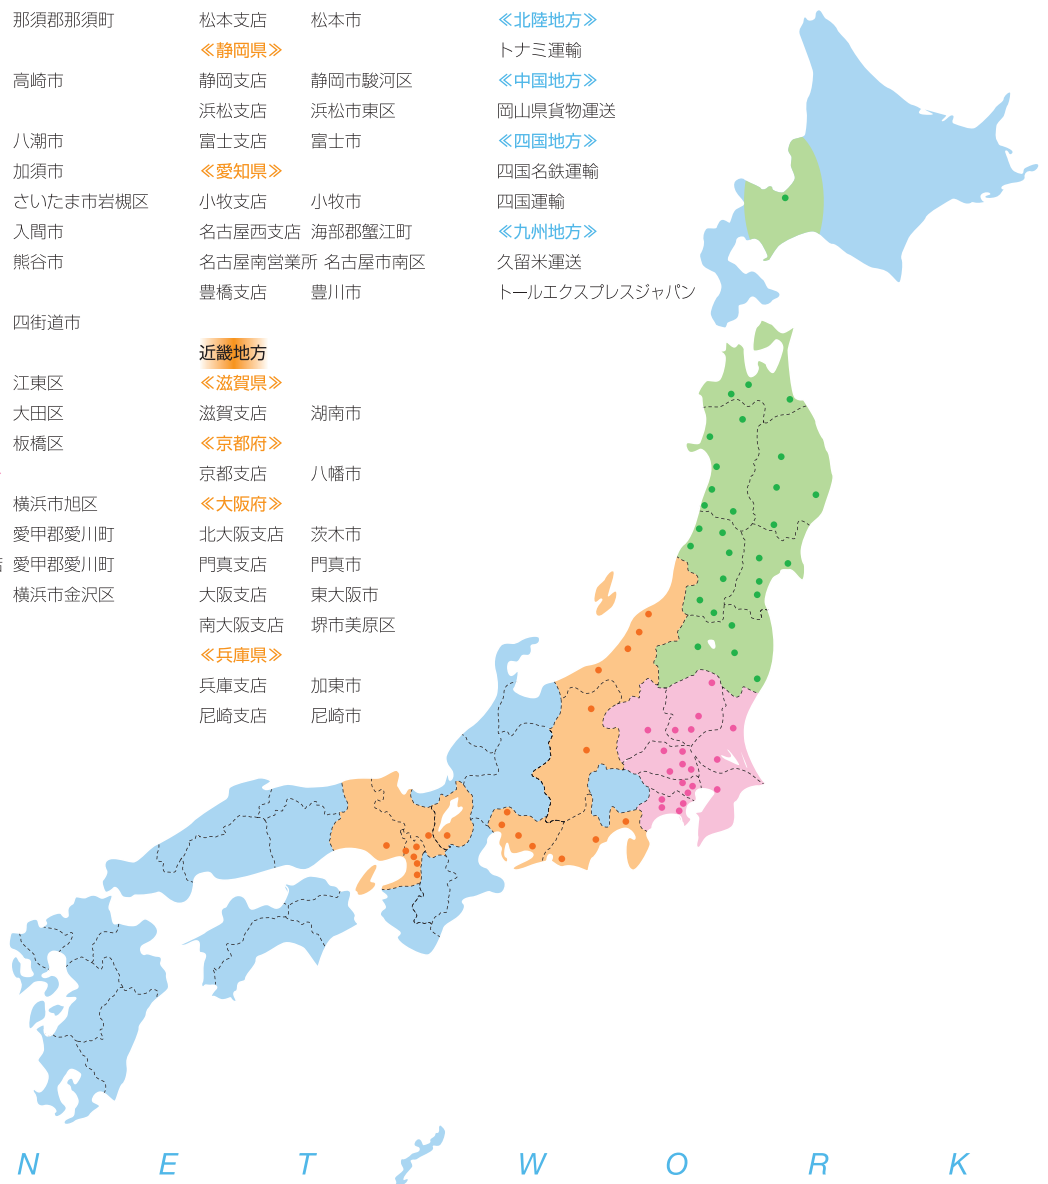 那須郡那須町
高崎市
八潮市
加須市
さいたま市岩槻区
入間市
熊谷市
四街道市
江東区
大田区
板橋区
横浜市旭区
愛甲郡愛川町
愛甲郡愛川町
横浜市金沢区
松本支店 松本市
≪静岡県≫
静岡支店 静岡市駿河区
浜松支店 浜松市東区
富士支店 富士市
≪愛知県≫
小牧支店 小牧市
名古屋西支店 海部郡蟹江町
名古屋南営業所 名古屋市南区
豊橋支店 豊川市
近畿地方
≪滋賀県≫
滋賀支店 湖南市
≪京都府≫
京都支店 八幡市
≪大阪府≫
北大阪支店 茨木市
門真支店 門真市
大阪支店 東大阪市
南大阪支店 堺市美原区
≪兵庫県≫
兵庫支店 加東市
尼崎支店 尼崎市
≪北陸地方≫
トナミ運輸
≪中国地方≫
岡山県貨物運送
≪四国地方≫
四国名鉄運輸
四国運輸
≪九州地方≫
久留米運送
トールエクスプレスジャパン
N E T W O R K